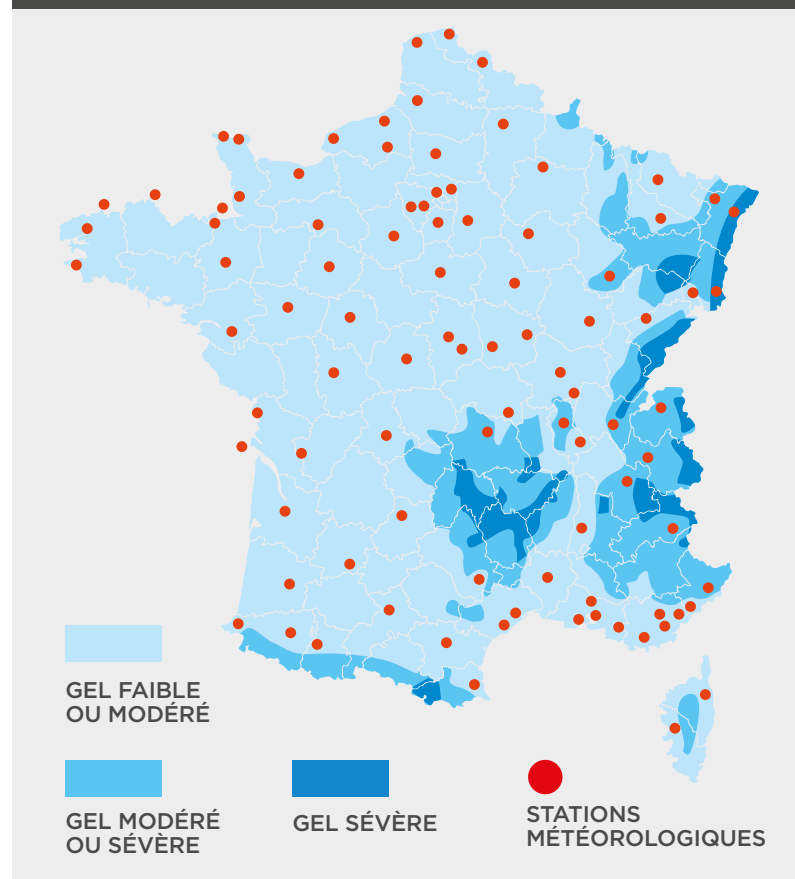 GEL FAIBLE
OU MODÉRÉ
GEL MODÉRÉ
OU SÉVÈRE
GEL SÉVÈRE
STATIONS
MÉTÉOROLOGIQUES